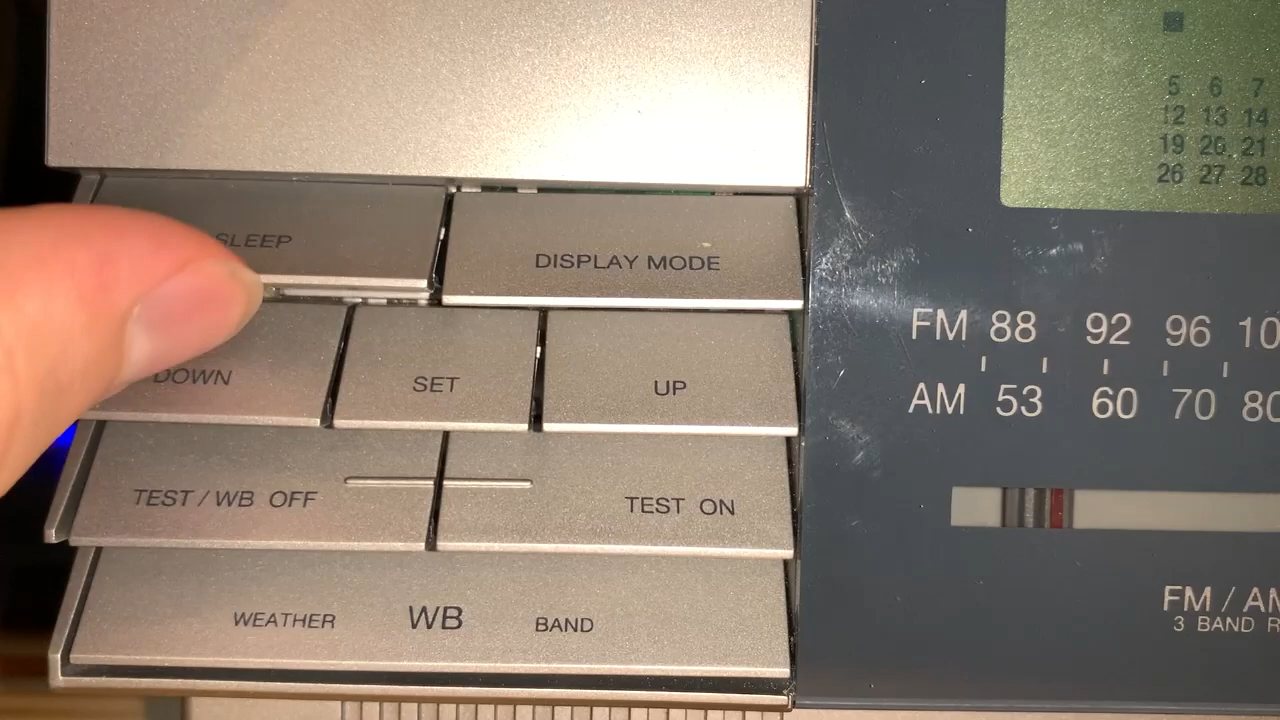 SLEEP
DISPLAY MODE
DOWN
SET
UP
TEST / WB OFF
TEST ON
WEATHER WB BAND
5 6 7
12 13 14
19 20 21
26 27 28
FM 88 92 96 10
AM 53 60 70 80
FM / AM
3 BAND R